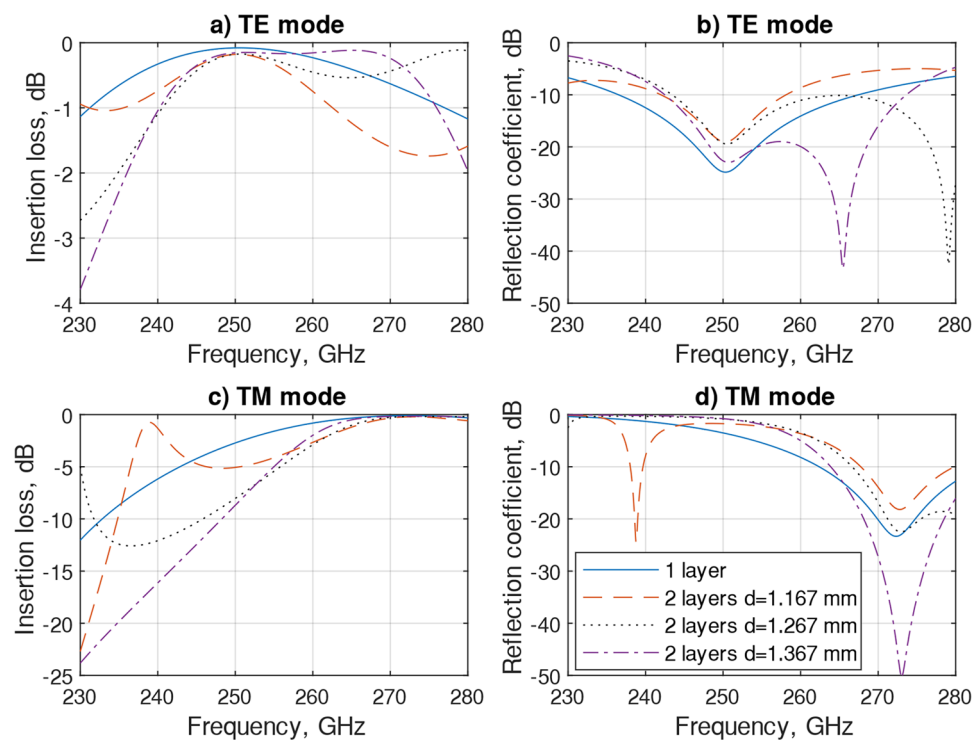 a) TE mode
Insertion loss, dB
0
-1
-2
-3
-4
230 240 250 260 270 280
Frequency, GHz
b) TE mode
Reflection coefficient, dB
0
-10
-20
-30
-40
-50
230 240 250 260 270 280
Frequency, GHz
c) TM mode
Insertion loss, dB
0
-5
-10
-15
-20
-25
230 240 250 260 270 280
Frequency, GHz
d) TM mode
Reflection coefficient, dB
0
-10
-20
-30
-40
-50
1 layer
2 layers d=1.167 mm
2 layers d=1.267 mm
2 layers d=1.367 mm
230 240 250 260 270 280
Frequency, GHz